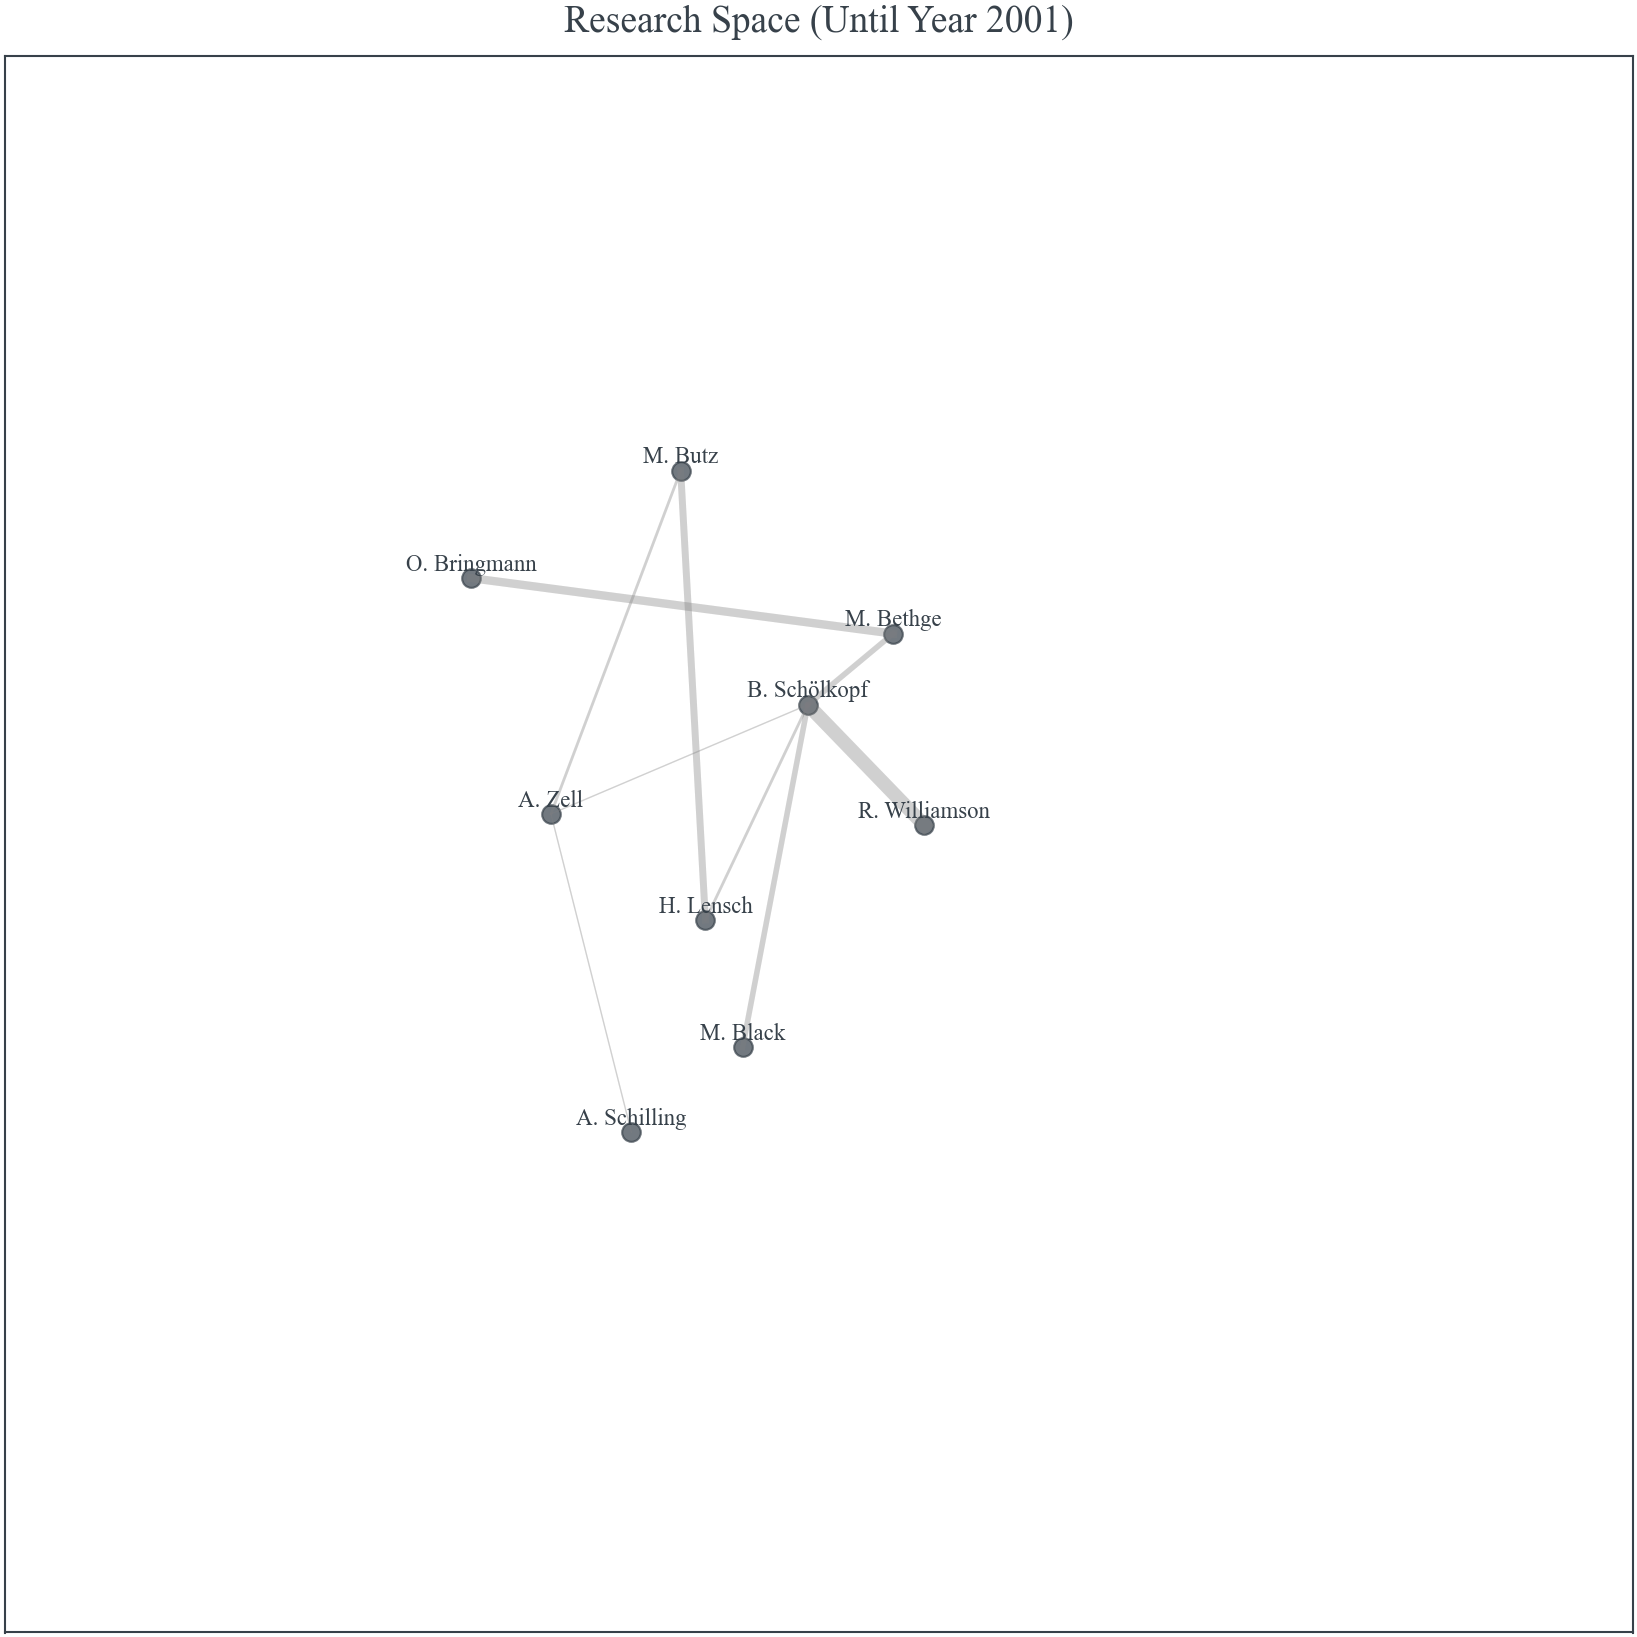 Research Space (Until Year 2001)
M. Butz
O. Bringmann
M. Bethge
B. Schölkopf
A. Zell
R. Williamson
H. Lensch
M. Black
A. Schilling